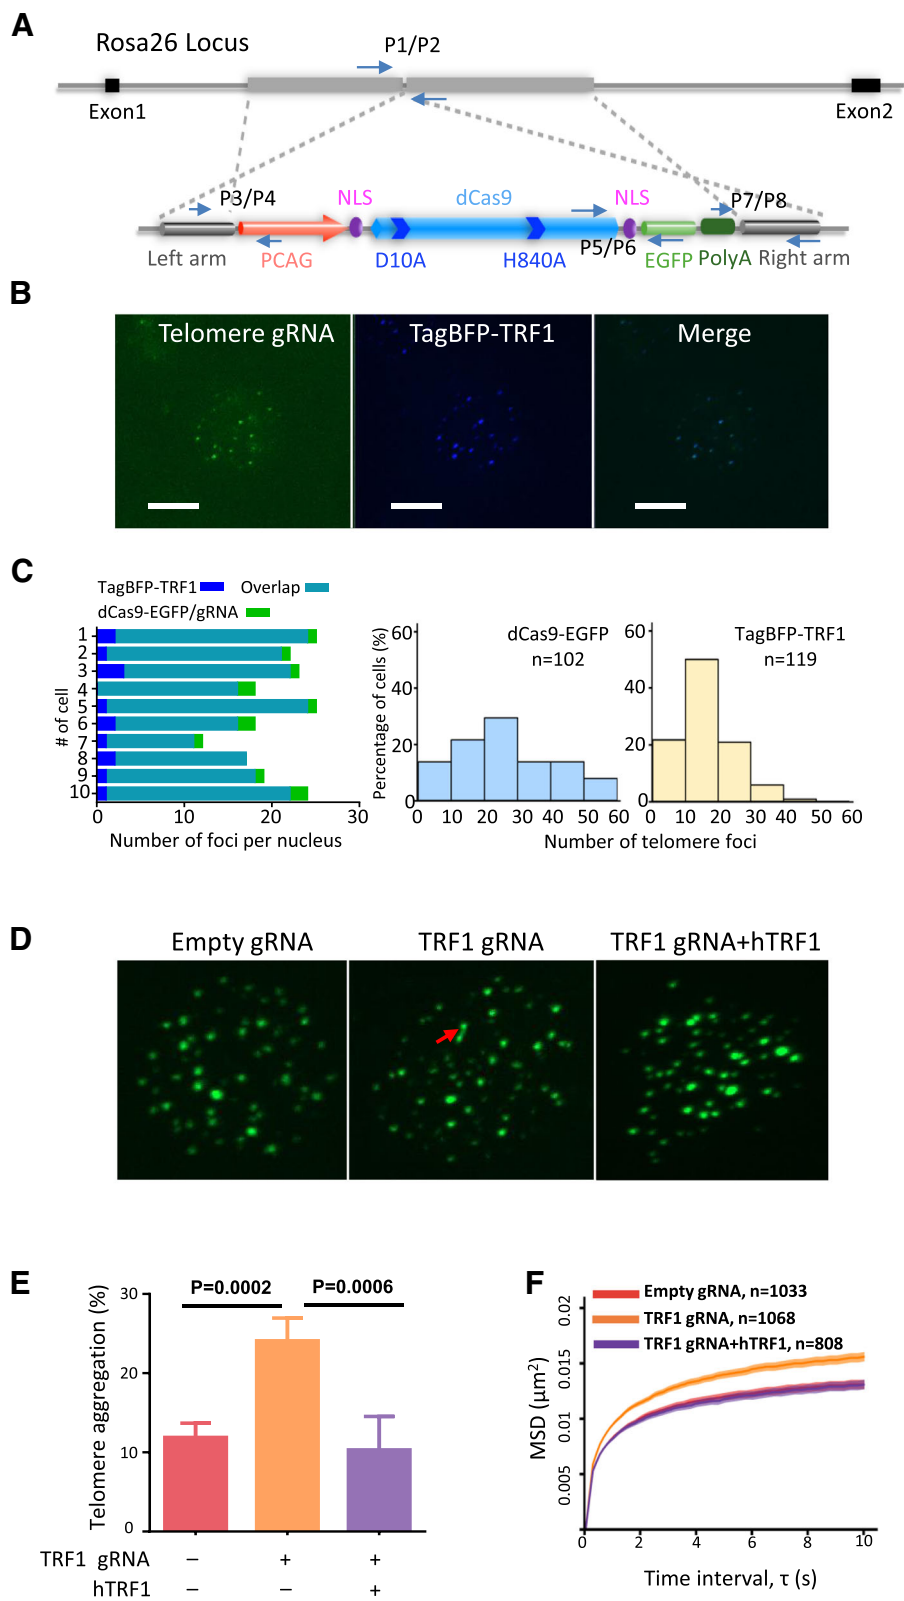 A
Rosa26 Locus
P1/P2
Exon1
Exon2
P3/P4
NLS
dCas9
NLS
P7/P8
P5/P6
Left arm
PCAG
D10A
H840A
EGFP
PolyA
Right arm
B
Telomere gRNA
TagBFP-TRF1
Merge
C
TagBFP-TRF1
Overlap
dCas9-EGFP/gRNA
# of cell
1
2
3
4
5
6
7
8
9
10
0
10
20
30
Number of foci per nucleus
Percentage of cells (%)
60
40
20
0
dCas9-EGFP
n=102
0 10 20 30 40 50 60
60
40
20
0
TagBFP-TRF1
n=119
0 10 20 30 40 50 60
Number of telomere foci
D
Empty gRNA
TRF1 gRNA
TRF1 gRNA+hTRF1
E
Telomere aggregation (%)
30
20
10
0
P=0.0002
P=0.0006
TRF1 gRNA – + +
hTRF1 – – +
F
Empty gRNA, n=1033
TRF1 gRNA, n=1068
TRF1 gRNA+hTRF1, n=808
MSD (µm²)
0.02
0.015
0.01
0.005
0 2 4 6 8 10
Time interval, τ (s)